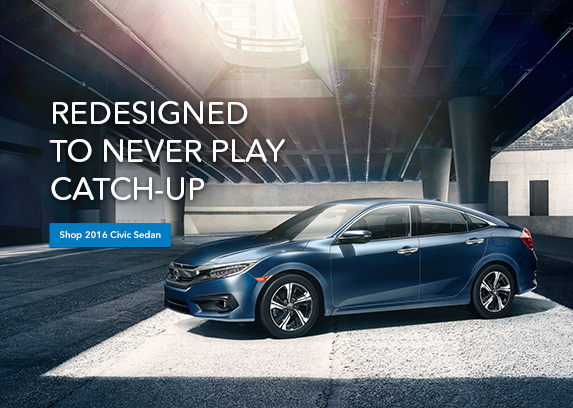 REDESIGNED
TO NEVER PLAY
CATCH-UP
Shop 2016 Civic Sedan